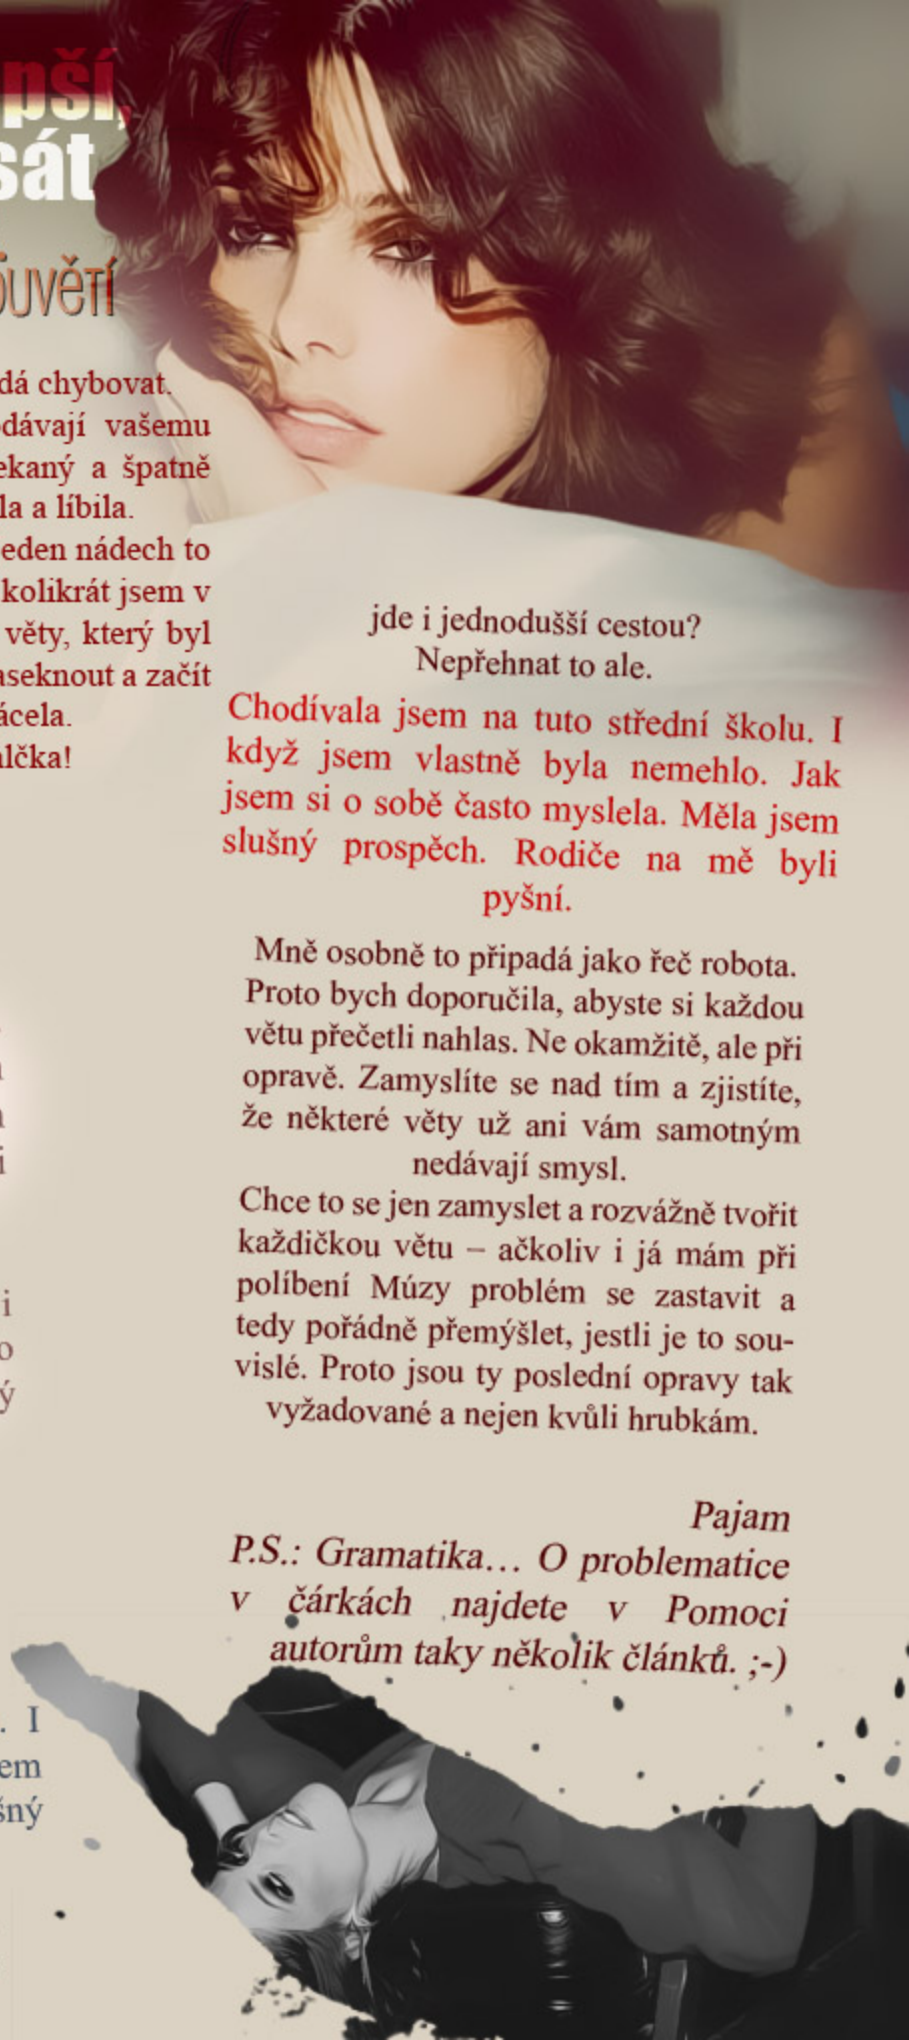 pší,
sát
ouvětí
dá chybovat.
dávají vašemu
ekaný a špatně
la a líbila.
eden nádech to
kolikrát jsem v
věty, který byl
aseknout a začít
ácela.
lčka!
jde i jednodušší cestou?
Nepřehnat to ale.
Chodívala jsem na tuto střední školu. I
když jsem vlastně byla nemehlo. Jak
jsem si o sobě často myslela. Měla jsem
slušný prospěch. Rodiče na mě byli
pyšní.
Mně osobně to připadá jako řeč robota.
Proto bych doporučila, abyste si každou
větu přečetli nahlas. Ne okamžitě, ale při
opravě. Zamyslíte se nad tím a zjistíte,
že některé věty už ani vám samotným
nedávají smysl.
Chce to se jen zamyslet a rozvážně tvořit
každičkou větu – ačkoliv i já mám při
políbení Múzy problém se zastavit a
tedy pořádně přemýšlet, jestli je to sou-
vislé. Proto jsou ty poslední opravy tak
vyžadované a nejen kvůli hrubkám.
i
i
o
ý
Pajam
P.S.: Gramatika… O problematice
v čárkách najdete v Pomoci
autorům taky několik článků. ;-)
. I
em
šný